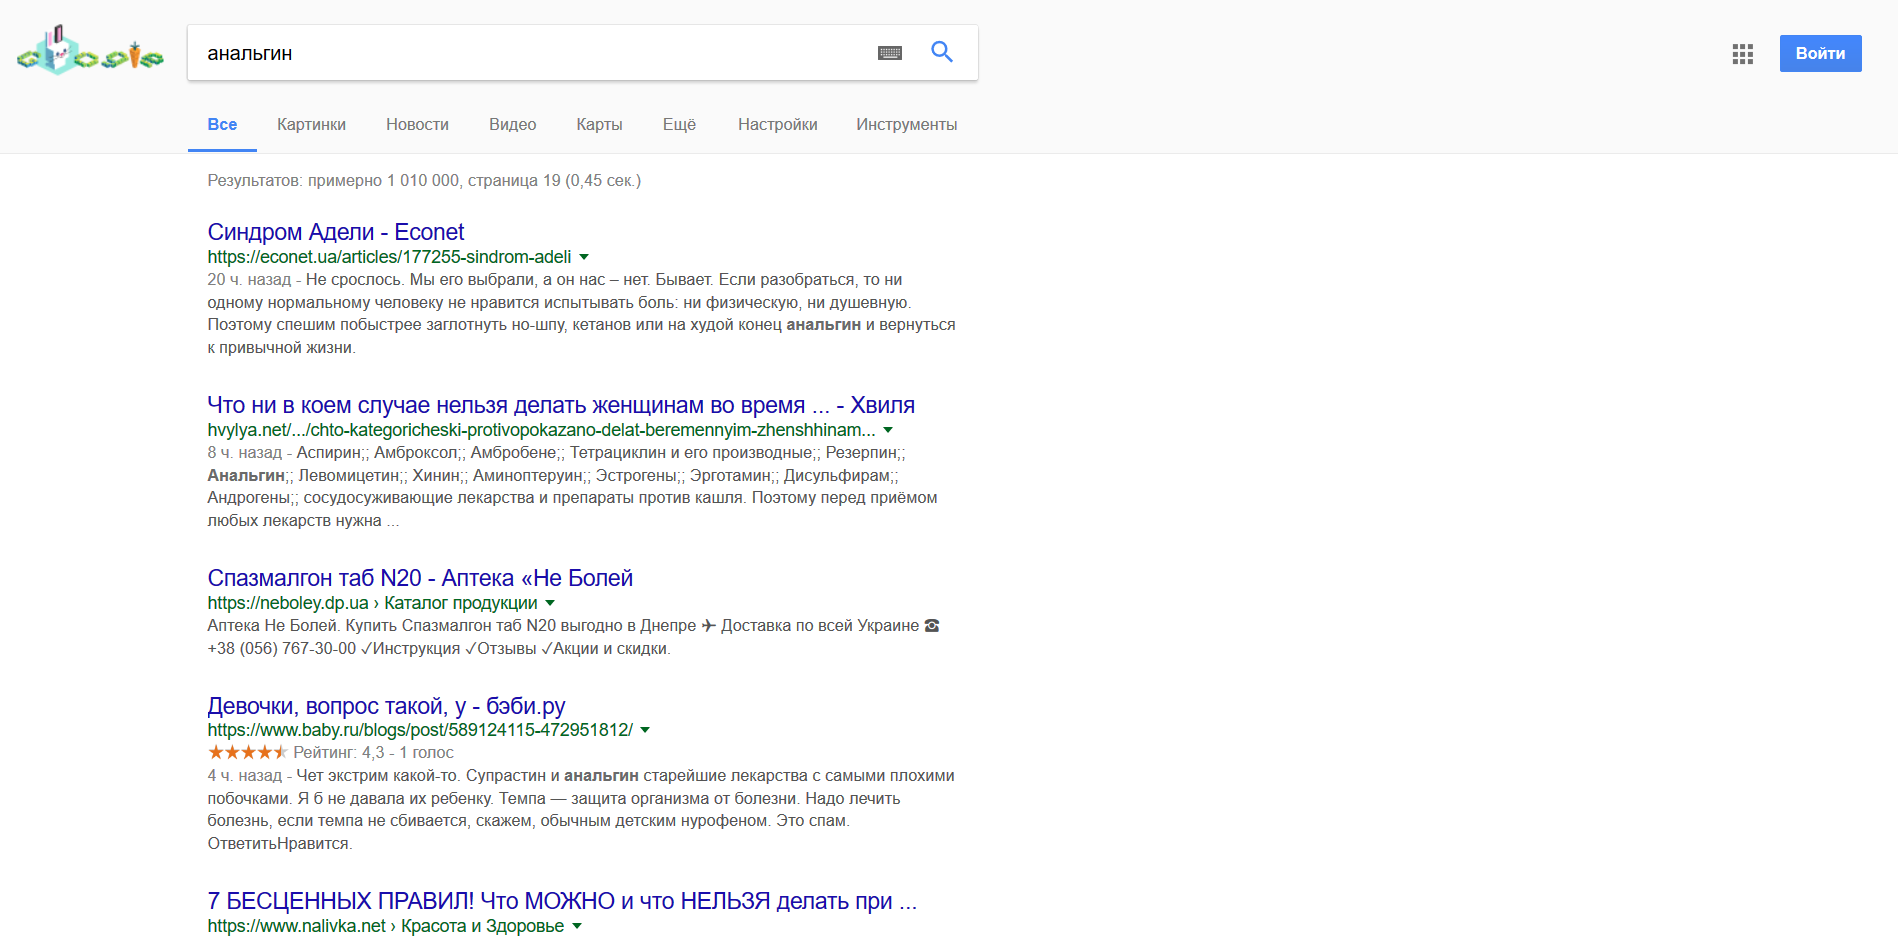 анальгин
Войти
Все Картинки Новости Видео Карты Ещё Настройки Инструменты
Результатов: примерно 1 010 000, страница 19 (0,45 сек.)
Синдром Адели - Econet
https://econet.ua/articles/177255-sindrom-adeli
20 ч. назад - Не срослось. Мы его выбрали, а он нас – нет. Бывает. Если разобраться, то ни
одному нормальному человеку не нравится испытывать боль: ни физическую, ни душевную.
Поэтому спешим побыстрее заглотнуть но-шпу, кетанов или на худой конец анальгин и вернуться
к привычной жизни.
Что ни в коем случае нельзя делать женщинам во время ... - Хвиля
hvylya.net/.../chto-kategoricheski-protivopokazano-delat-beremennyim-zhenshhinam...
8 ч. назад - Аспирин;; Амброксол;; Амбробене;; Тетрациклин и его производные;; Резерпин;;
Анальгин;; Левомицетин;; Хинин;; Аминоптеруин;; Эстрогены;; Эрготамин;; Дисульфирам;;
Андрогены;; сосудосуживающие лекарства и препараты против кашля. Поэтому перед приёмом
любых лекарств нужна ...
Спазмалгон таб N20 - Аптека «Не Болей
https://neboley.dp.ua › Каталог продукции
Аптека Не Болей. Купить Спазмалгон таб N20 выгодно в Днепре ✈ Доставка по всей Украине ☎
+38 (056) 767-30-00 ✓Инструкция ✓Отзывы ✓Акции и скидки.
Девочки, вопрос такой, у - бэби.ру
https://www.baby.ru/blogs/post/589124115-472951812/
Рейтинг: 4,3 - 1 голос
4 ч. назад - Чет экстрим какой-то. Супрастин и анальгин старейшие лекарства с самыми плохими
побочками. Я б не давала их ребенку. Темпа — защита организма от болезни. Надо лечить
болезнь, если темпа не сбивается, скажем, обычным детским нурофеном. Это спам.
ОтветитьНравится.
7 БЕСЦЕННЫХ ПРАВИЛ! Что МОЖНО и что НЕЛЬЗЯ делать при ...
https://www.nalivka.net › Красота и Здоровье